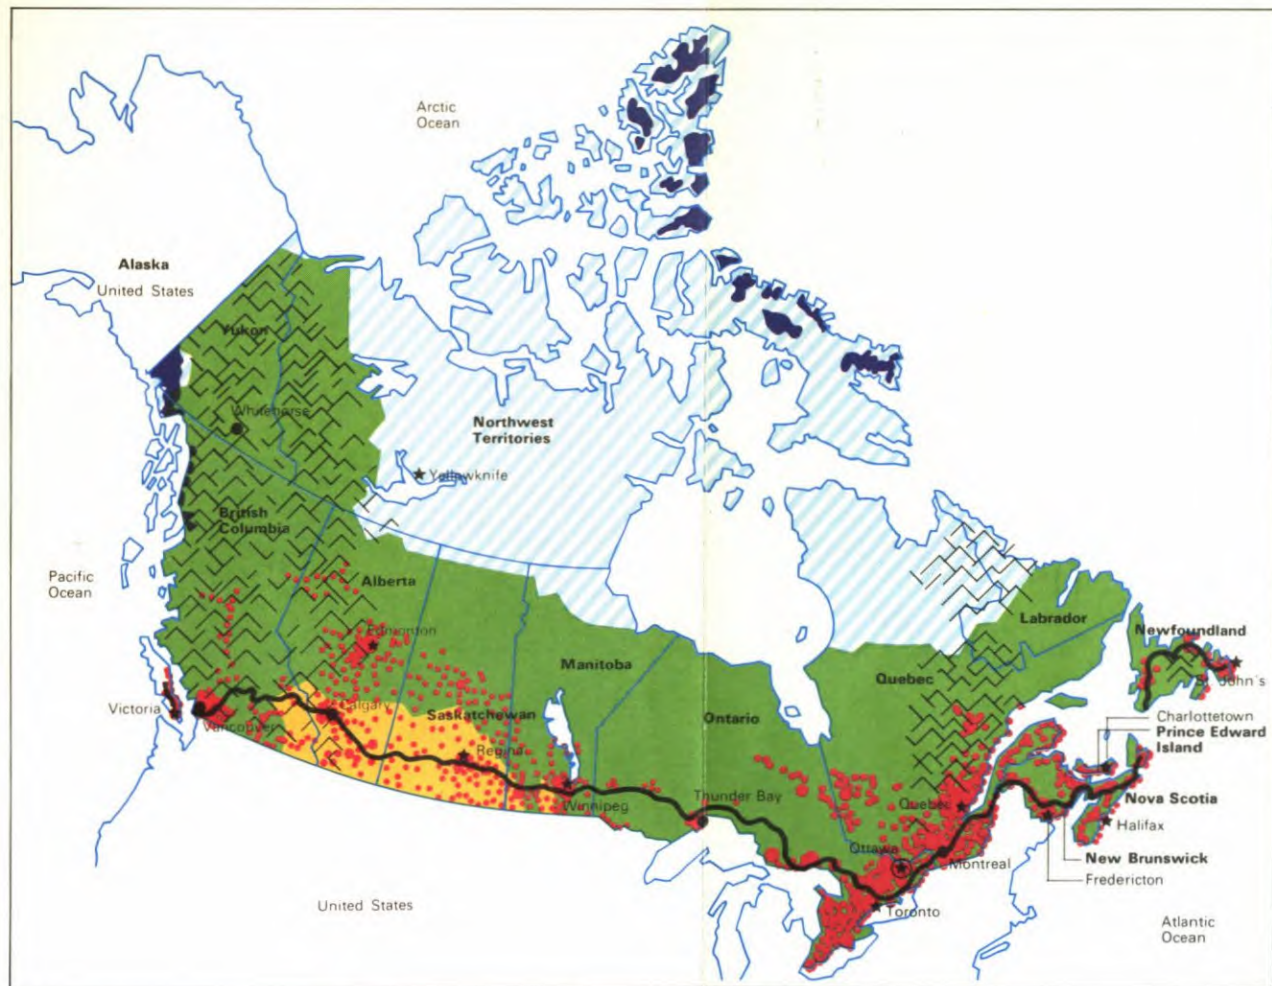 Arctic
Ocean
Alaska
United States
Yukon
Whitehorse
Northwest
Territories
Yellowknife
British
Columbia
Pacific
Ocean
Alberta
Edmonton
Labrador
Newfoundland
St. John's
Manitoba
Quebec
Victoria
Vancouver
Calgary
Saskatchewan
Regina
Ontario
Charlottetown
Prince Edward
Island
Winnipeg
Thunder Bay
Quebec
Nova Scotia
Halifax
Ottawa
Montreal
New Brunswick
Fredericton
United States
Toronto
Atlantic
Ocean